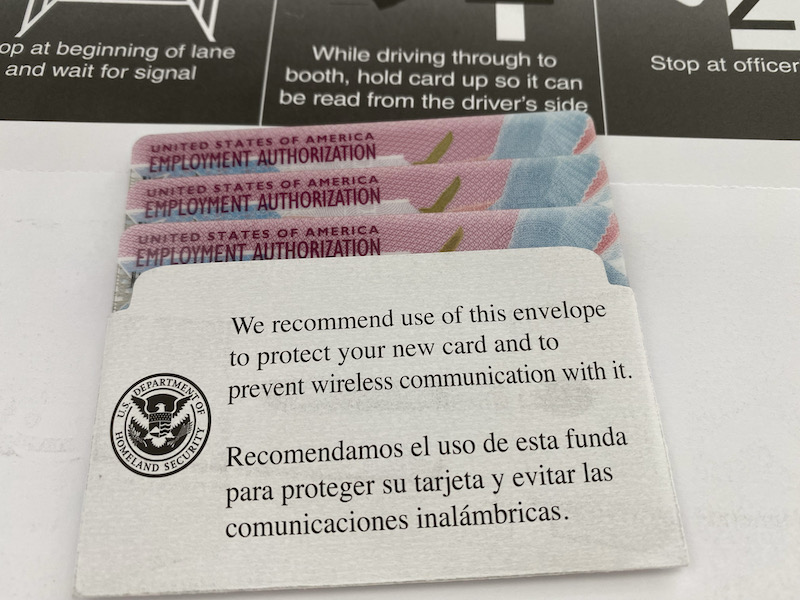 op at beginning of lane
and wait for signal
While driving through to
booth, hold card up so it can
be read from the driver's side
Stop at officer
UNITED STATES OF AMERICA
EMPLOYMENT AUTHORIZATION
UNITED STATES OF AMERICA
EMPLOYMENT AUTHORIZATION
UNITED STATES OF AMERICA
EMPLOYMENT AUTHORIZATION
We recommend use of this envelope
to protect your new card and to
prevent wireless communication with it.
U.S. DEPARTMENT OF
HOMELAND SECURITY
Recomendamos el uso de esta funda
para proteger su tarjeta y evitar las
comunicaciones inalámbricas.